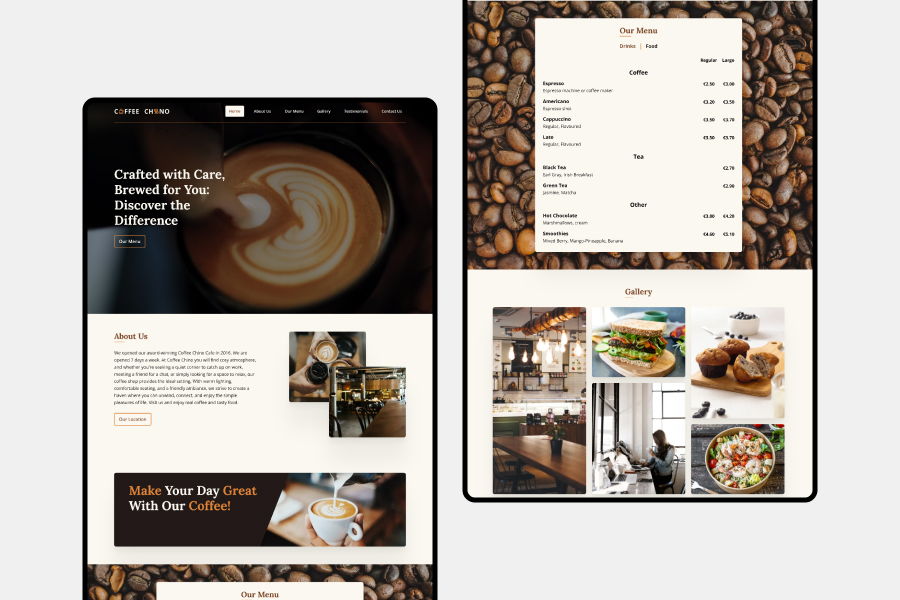 COFFEE CHINO
Home
About Us
Our Menu
Gallery
Testimonials
Contact Us
Crafted with Care,
Brewed for You:
Discover the
Difference
Our Menu
About Us
We opened our award-winning Coffee Chino Cafe in 2016. We are
opened 7 days a week. At Coffee Chino you will find cozy atmosphere,
and whether you're seeking a quiet corner to catch up on work,
meeting a friend for a chat, or simply looking for a space to relax, our
coffee shop provides the ideal setting. With warm lighting,
comfortable seating, and a friendly ambiance, we strive to create a
haven where you can unwind, connect, and enjoy the simple
pleasures of life. Visit us and enjoy real coffee and tasty food.
Our Location
Make Your Day Great
With Our Coffee!
Our Menu
Our Menu
Drinks | Food
Regular Large
Coffee
Espresso €2.50 €3.00
Espresso machine or coffee maker
Americano €3.20 €3.50
Espresso shot
Cappuccino €3.50 €3.70
Regular, Flavoured
Late €3.50 €3.70
Regular, Flavoured
Tea
Black Tea €2.70
Earl Gray, Irish Breakfast
Green Tea €2.90
Jasmine, Matcha
Other
Hot Chocolate €3.80 €4.20
Marshmallows, cream
Smoothies €4.60 €5.10
Mixed Berry, Mango-Pineapple, Banana
Gallery